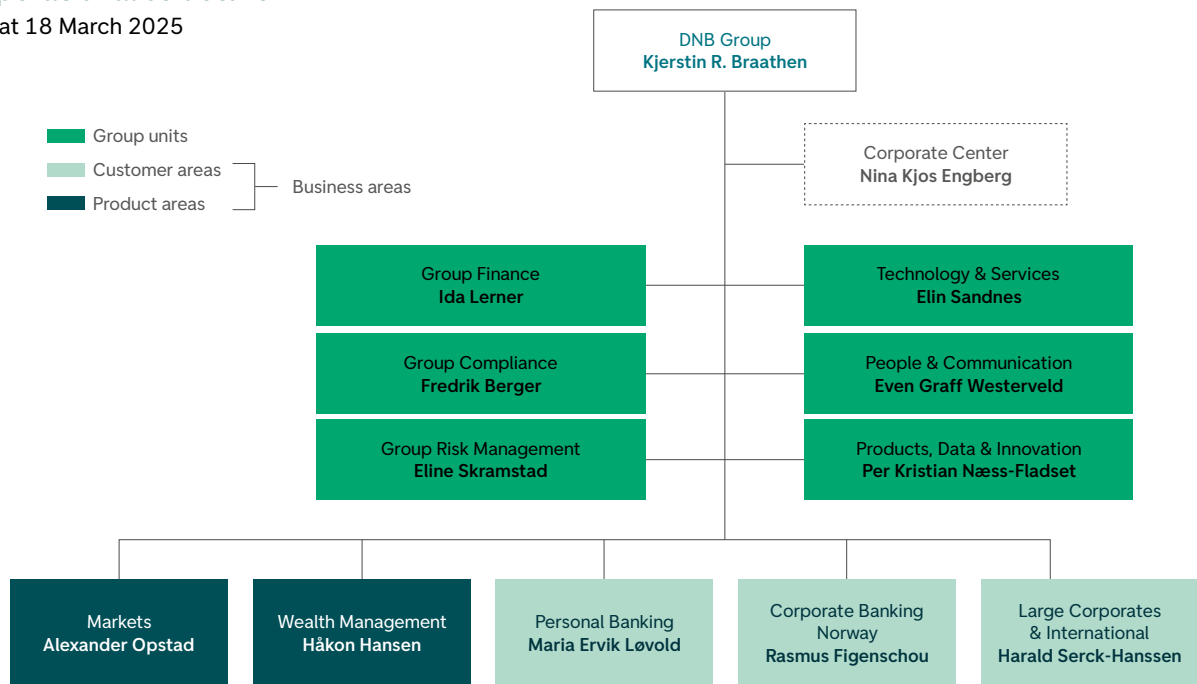 at 18 March 2025
DNB Group
Kjerstin R. Braathen
Group units
Customer areas
Product areas
Business areas
Corporate Center
Nina Kjos Engberg
Group Finance
Ida Lerner
Technology & Services
Elin Sandnes
Group Compliance
Fredrik Berger
People & Communication
Even Graff Westerveld
Group Risk Management
Eline Skramstad
Products, Data & Innovation
Per Kristian Næss-Fladset
Markets
Alexander Opstad
Wealth Management
Håkon Hansen
Personal Banking
Maria Ervik Løvold
Corporate Banking
Norway
Rasmus Figenschou
Large Corporates
& International
Harald Serck-Hanssen